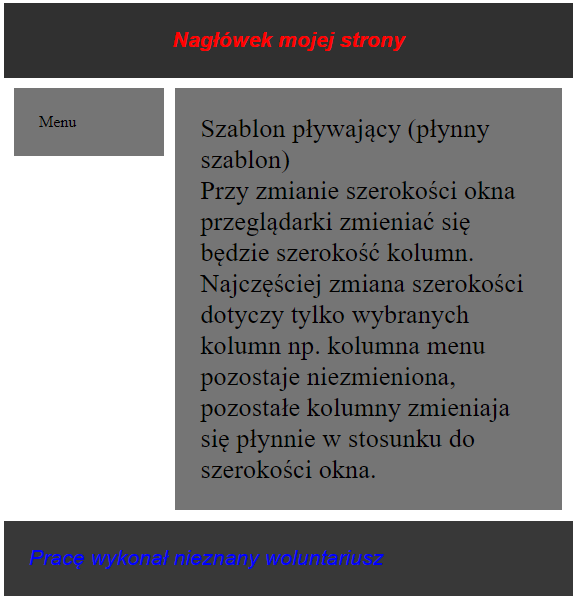 Nagłówek mojej strony
Menu
Szablon pływający (płynny
szablon)
Przy zmianie szerokości okna
przeglądarki zmieniać się
będzie szerokość kolumn.
Najczęściej zmiana szerokości
dotyczy tylko wybranych
kolumn np. kolumna menu
pozostaje niezmieniona,
pozostałe kolumny zmieniaja
się płynnie w stosunku do
szerokości okna.
Pracę wykonał nieznany woluntariusz